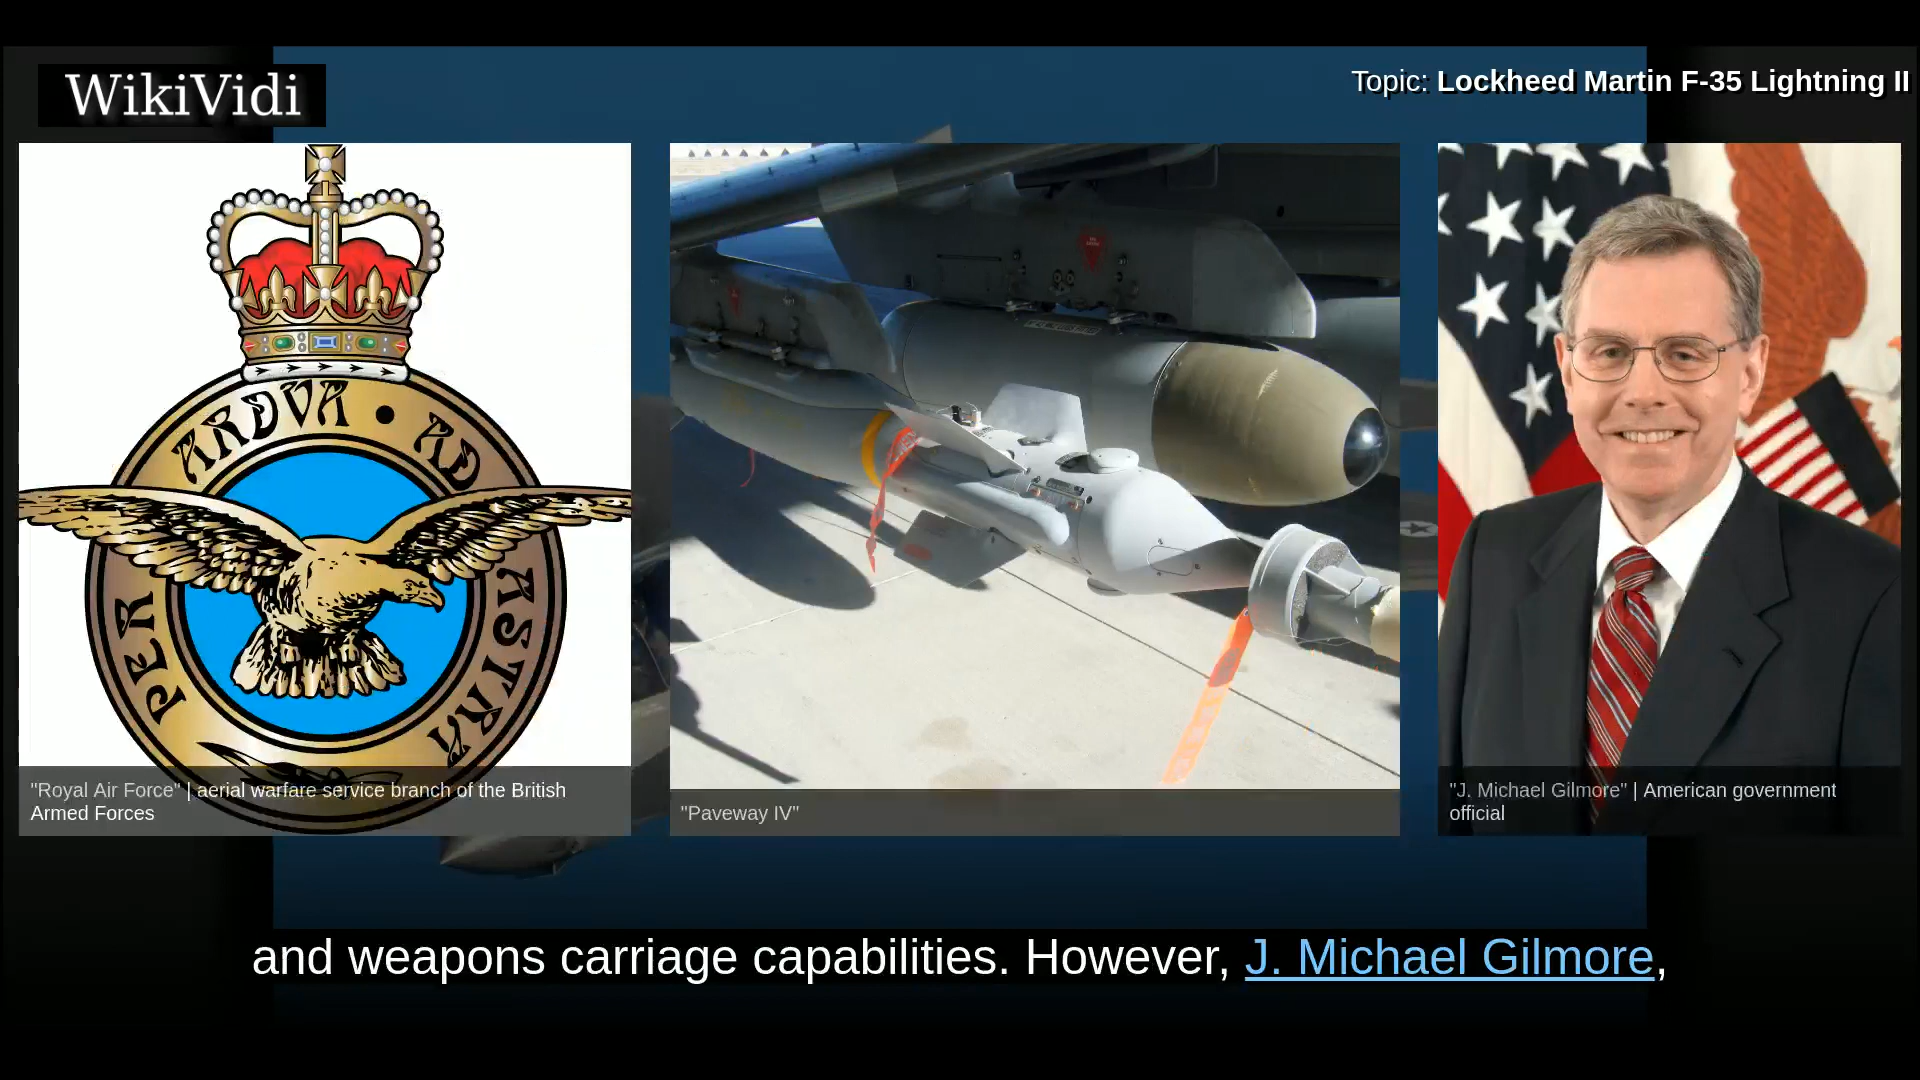 WikiVidi
Topic: Lockheed Martin F-35 Lightning II
PER ARDVA • AD ASTRA
"Royal Air Force" | aerial warfare service branch of the British
Armed Forces
"Paveway IV"
"J. Michael Gilmore" | American government
official
and weapons carriage capabilities. However, J. Michael Gilmore,